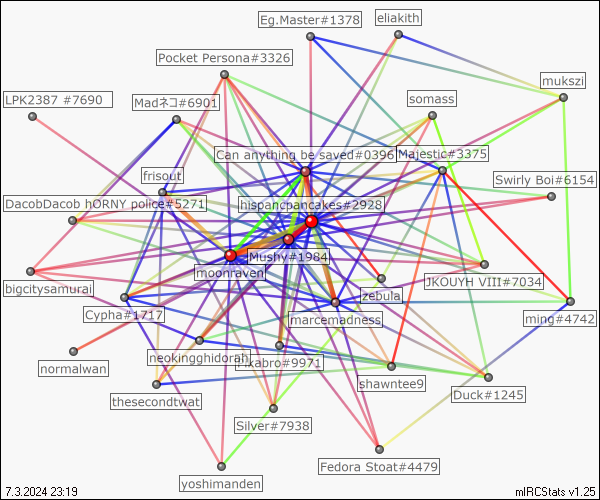 Eg.Master#1378
eliakith
Pocket Persona#3326
mukszi
LPK2387 #7690
Madネコ#6901
somass
Can anything be saved#0396
Majestic#3375
frisout
Swirly Boi#6154
DacobDacob hORNY police#5271
hispancpancakes#2928
Mushy#1984
moonraven
JKOUYH VIII#7034
bigcitysamurai
zebula
Cypha#1717
marcemadness
ming#4742
neokingghidorah
#9971
normalwan
shawntee9
Duck#1245
thesecondtwat
Silver#7938
Fedora Stoat#4479
yoshimanden
7.3.2024 23:19
mIRCStats v1.25